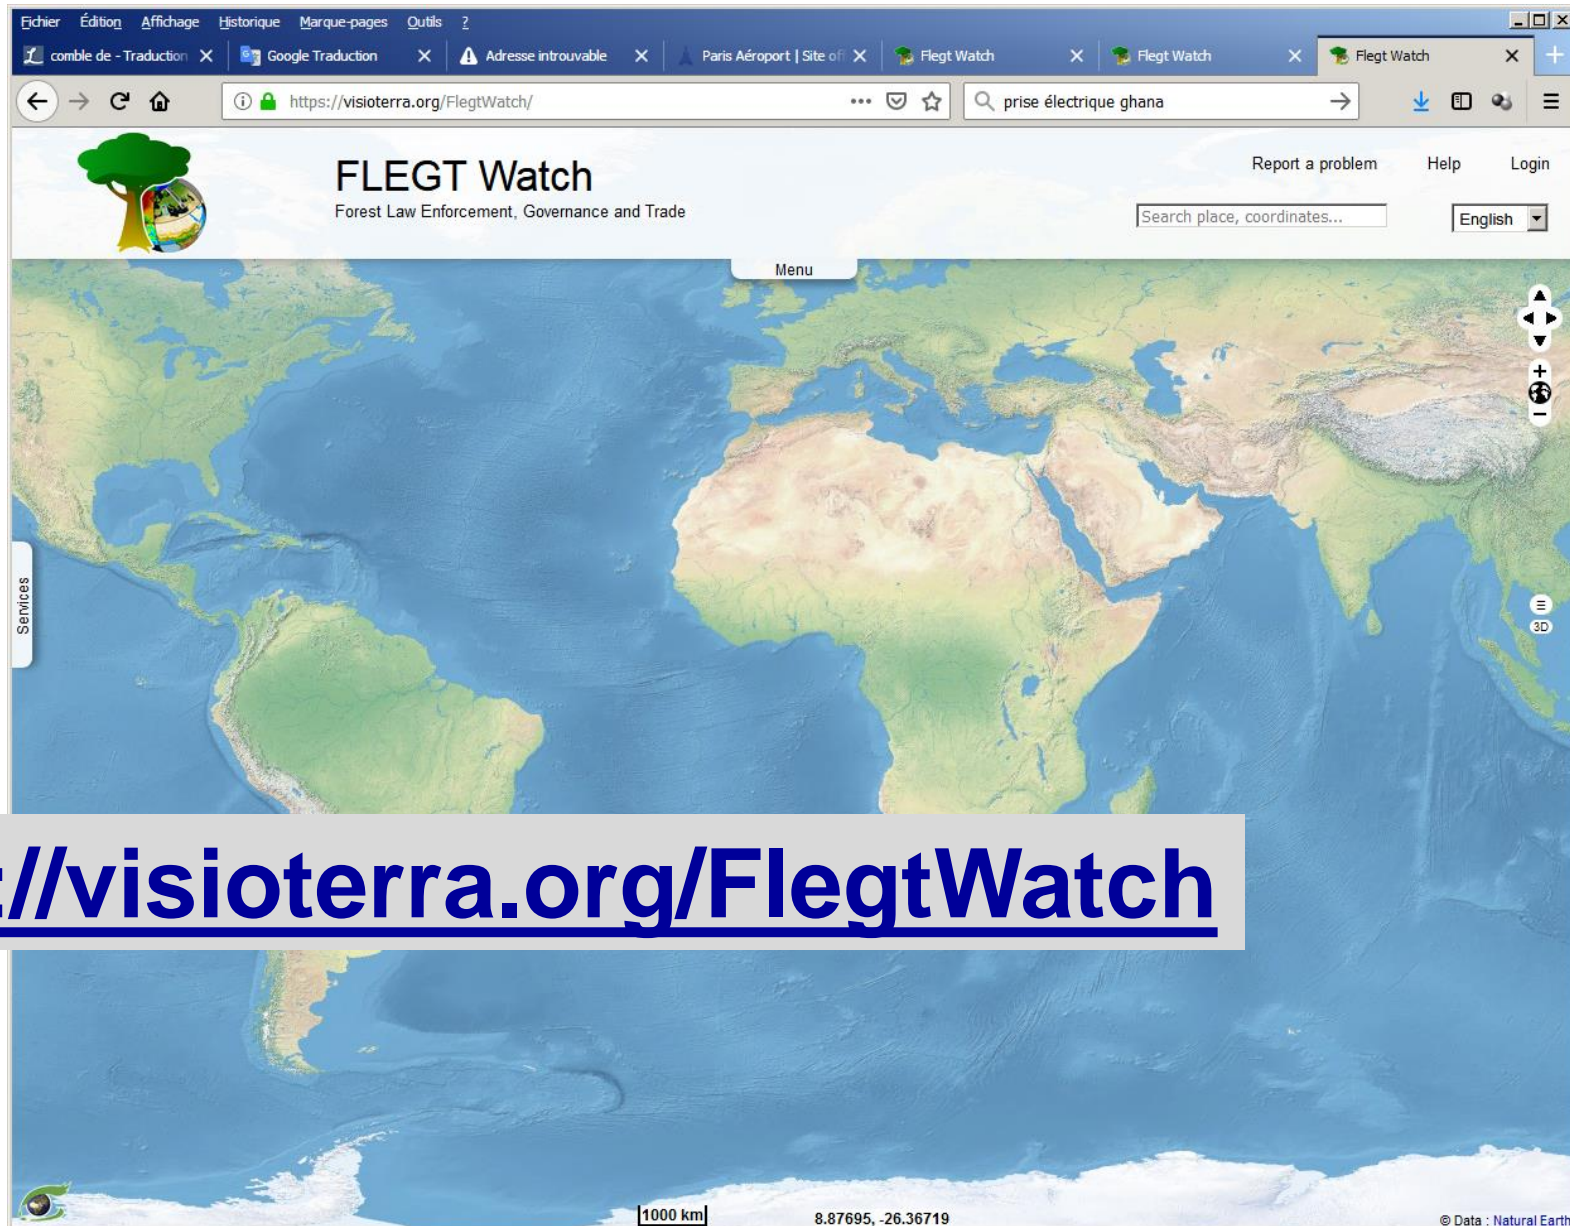 Fichier Édition Affichage Historique Marque-pages Outils ?
comble de - Traduction Google Traduction Adresse introuvable Paris Aéroport | Site of Flegt Watch Flegt Watch Flegt Watch
https://visioterra.org/FlegtWatch/ prise électrique ghana
FLEGT Watch
Forest Law Enforcement, Governance and Trade
Report a problem Help Login
Search place, coordinates... English
Menu
Services
3D
://visioterra.org/FlegtWatch
1000 km
8.87695, -26.36719
© Data : Natural Earth